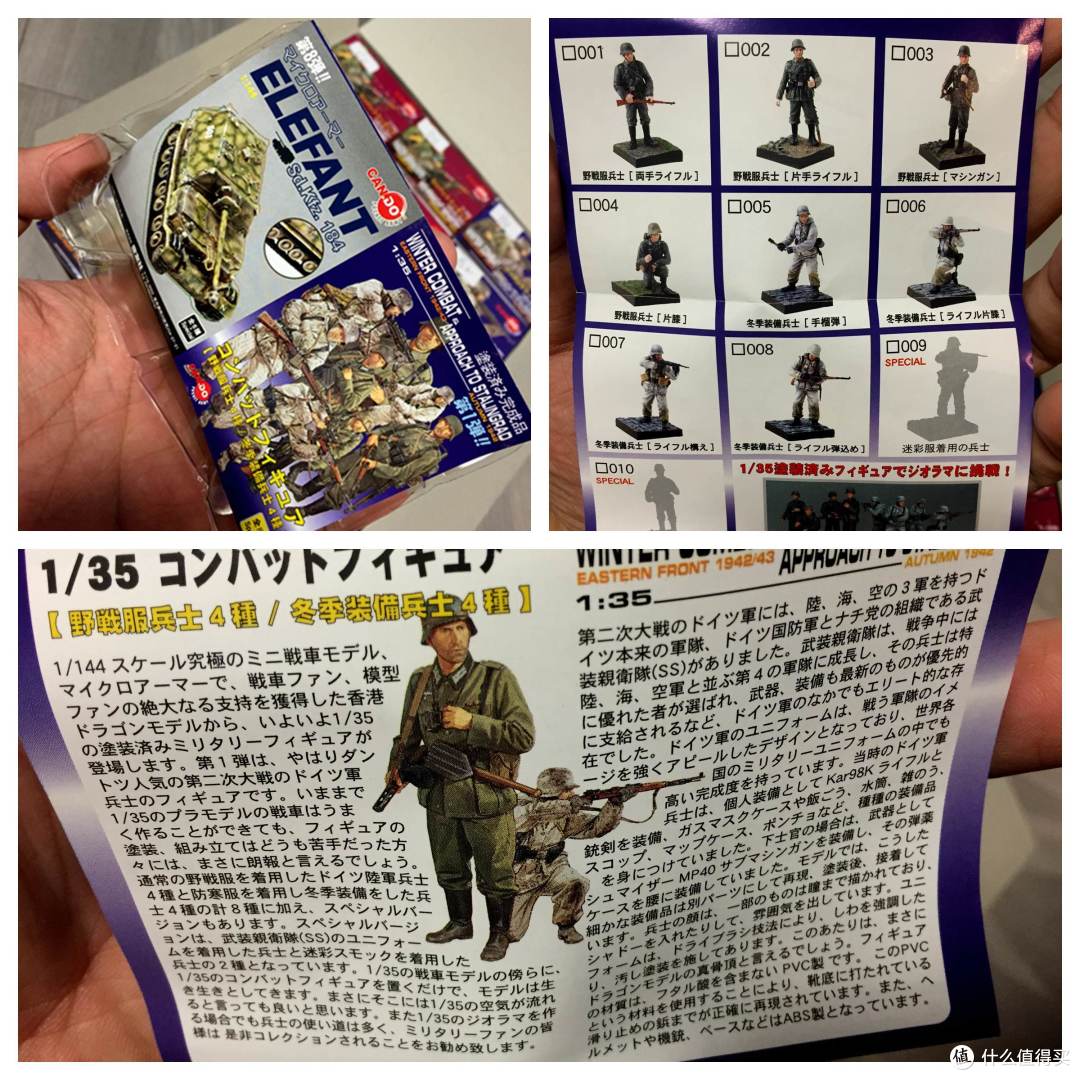 第8弾!!
マイクロアーマー
ELEFANT
Sd.Kfz. 184
CAN.DO
WINTER COMBAT &
EASTERN FRONT 1942/43
APPROACH TO STALINGRAD
AUTUMN 1942
1:35
塗装済み完成品
第1弾!!
コンバットフィギュア
□001
□002
□003
野戦服兵士 [ 両手ライフル ]
野戦服兵士 [ 片手ライフル ]
野戦服兵士 [ マシンガン ]
□004
□005
□006
野戦服兵士 [ 片膝 ]
冬季装備兵士 [ 手榴弾 ]
冬季装備兵士 [ ライフル片膝 ]
□007
□008
□009
SPECIAL
冬季装備兵士 [ ライフル構え ]
冬季装備兵士 [ ライフル弾込め ]
迷彩服着用の兵士
□010
SPECIAL
1/35塗装済みフィギュアでジオラマに挑戦！
1/35 コンバットフィギュア
【 野戦服兵士4種 / 冬季装備兵士4種 】
1/144 スケール究極のミニ戦車モデル、
マイクロアーマーで、戦車ファン、模型
ファンの絶大なる支持を獲得した香港
ドラゴンモデルから、いよいよ1/35
の塗装済みミリタリーフィギュアが
登場します。第1弾は、やはりダン
トツ人気の第二次大戦のドイツ軍
兵士のフィギュアです。いままで
1/35のプラモデルの戦車はうま
く作ることができても、フィギュアの
塗装、組み立てはどうも苦手だった方
々には、まさに朗報と言えるでしょう。
通常の野戦服を着用したドイツ陸軍兵士
4種と防寒服を着用し冬季装備をした兵
士4種の計8種に加え、スペシャルバー
ジョンもあります。スペシャルバージョ
ンは、武装親衛隊(SS)のユニフォー
ムを着用した兵士と迷彩スモックを着用した
兵士の2種となっています。1/35の戦車モデルの傍らに、
1/35のコンバットフィギュアを置くだけで、モデルは生
き生きとしてきます。まさにそこには1/35の空気が流れ
ると言っても良いと思います。また1/35のジオラマを作
る場合でも兵士の使い道は多く、ミリタリーファンの皆
様は 是非コレクションされることをお勧め致します。
WINTER COMBAT &
EASTERN FRONT 1942/43
APPROACH TO
AUTUMN 1942
1:35
第二次大戦のドイツ軍には、陸、海、空の3軍を持つド
イツ本来の軍隊、ドイツ国防軍とナチ党の組織である武
装親衛隊(SS)がありました。武装親衛隊は、戦争中には
陸、海、空軍と並ぶ第4の軍隊に成長し、その兵士は特
に優れた者が選ばれ、武器、装備も最新のものが優先的
に支給されるなど、ドイツ軍のなかでもエリート的な存
在でした。ドイツ軍のユニフォームは、戦う軍隊のイメ
ージを強くアピールしたデザインとなっており、世界各
国のミリタリーユニフォームの中でも
高い完成度を持っています。当時のドイツ軍
兵士は、個人装備としてKar98Kライフルと
銃剣を装備、ガスマスクケースや飯ごう、水筒、雑のう、
スコップ、マップケース、ポンチョなど、種種の装備品
を身につけていました。下士官の場合は、武器として
シュマイザー MP40 サブマシンガンを装備し、その弾薬
ケースを腰に装備していました。モデルでは、こうした
細かな装備品は別パーツにして再現、塗装後、接着して
います。兵士の顔は、一部のものは瞳まで描かれており、
シャドーを入れたりして、雰囲気を出しています。ユニ
フォームは、ドライブラシ技法により、しわを強調した
り、汚し塗装を施してあります。このあたりは、まさに
ドラゴンモデルの真骨頂と言えるでしょう。フィギュア
の材質は、フタル酸を含まない PVC製 です。 このPVC
という材料を使用することにより、靴底に打たれている
滑り止めの鋲までが正確に再現されています。また、ヘ
ルメットや機銃、ベースなどはABS製となっています。
值 什么值得买